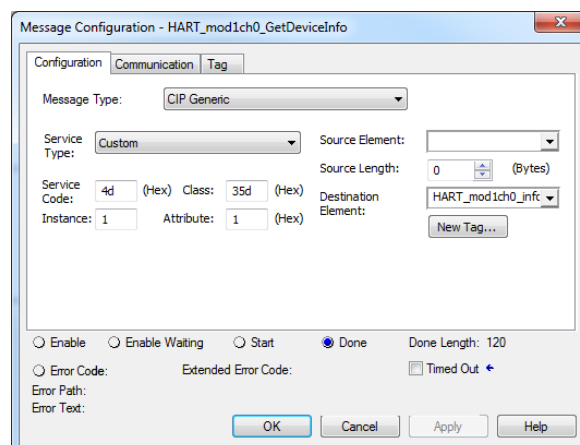 Message Configuration - HART_mod1ch0_GetDeviceInfo
Configuration Communication Tag
Message Type: CIP Generic
Service Type: Custom
Source Element:
Source Length: 0 (Bytes)
Service Code: 4d (Hex) Class: 35d (Hex)
Destination Element: HART_mod1ch0_info
Instance: 1 Attribute: 1 (Hex)
New Tag...
Enable Enable Waiting Start Done Done Length: 120
Error Code: Extended Error Code: Timed Out
Error Path:
Error Text:
OK Cancel Apply Help